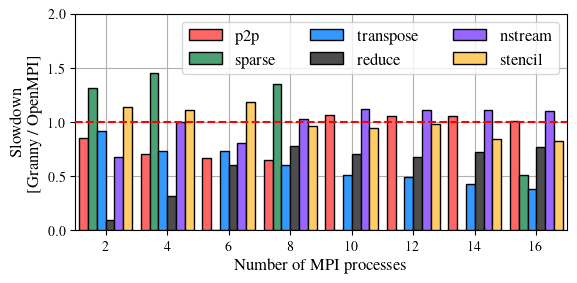 2.0
1.5
1.0
0.5
0.0
Slowdown
[Granny / OpenMPI]
p2p
sparse
transpose
reduce
nstream
stencil
2 4 6 8 10 12 14 16
Number of MPI processes